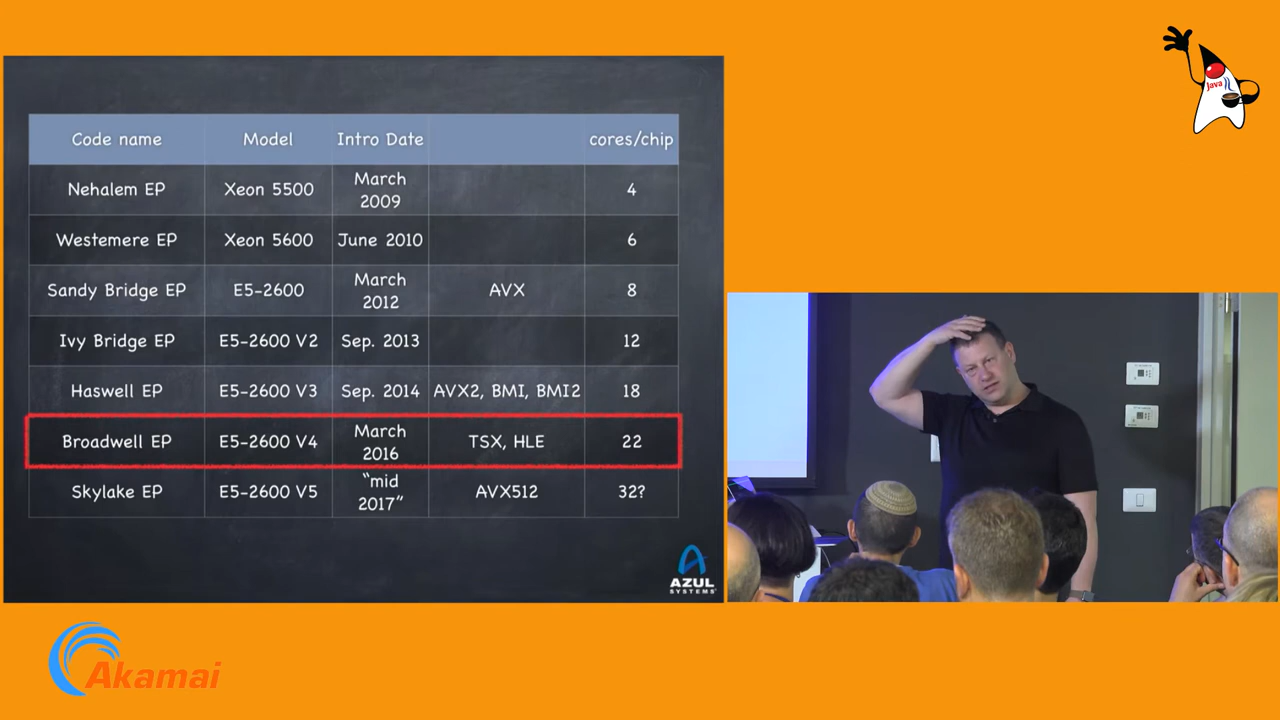 Code name Model Intro Date cores/chip
Nehalem EP Xeon 5500 March 2009 4
Westemere EP Xeon 5600 June 2010 6
Sandy Bridge EP E5-2600 March 2012 AVX 8
Ivy Bridge EP E5-2600 V2 Sep. 2013 12
Haswell EP E5-2600 V3 Sep. 2014 AVX2, BMI, BMI2 18
Broadwell EP E5-2600 V4 March 2016 TSX, HLE 22
Skylake EP E5-2600 V5 “mid 2017” AVX512 32?
AZUL
SYSTEMS
Java
Akamai